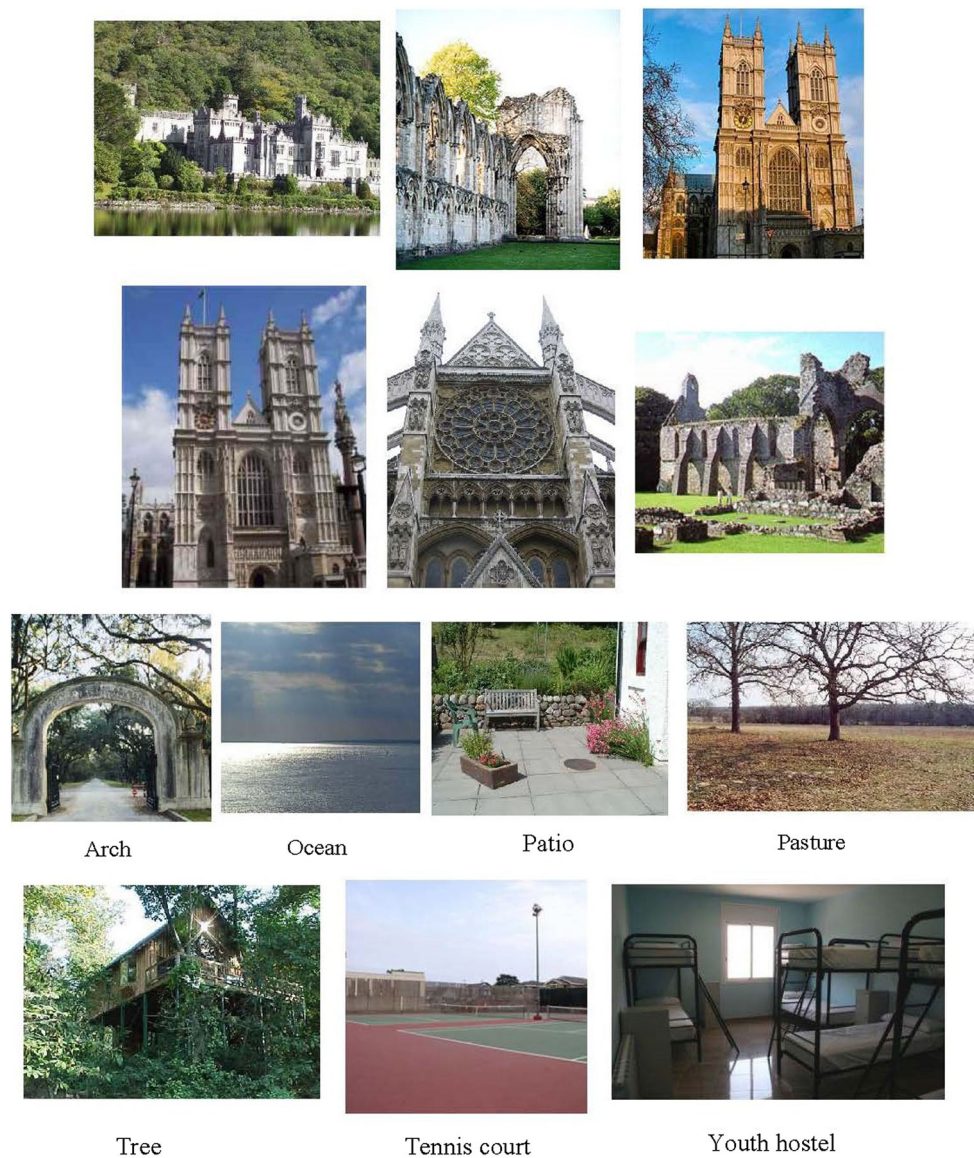 Arch
Ocean
Patio
Pasture
Tree
Tennis court
Youth hostel